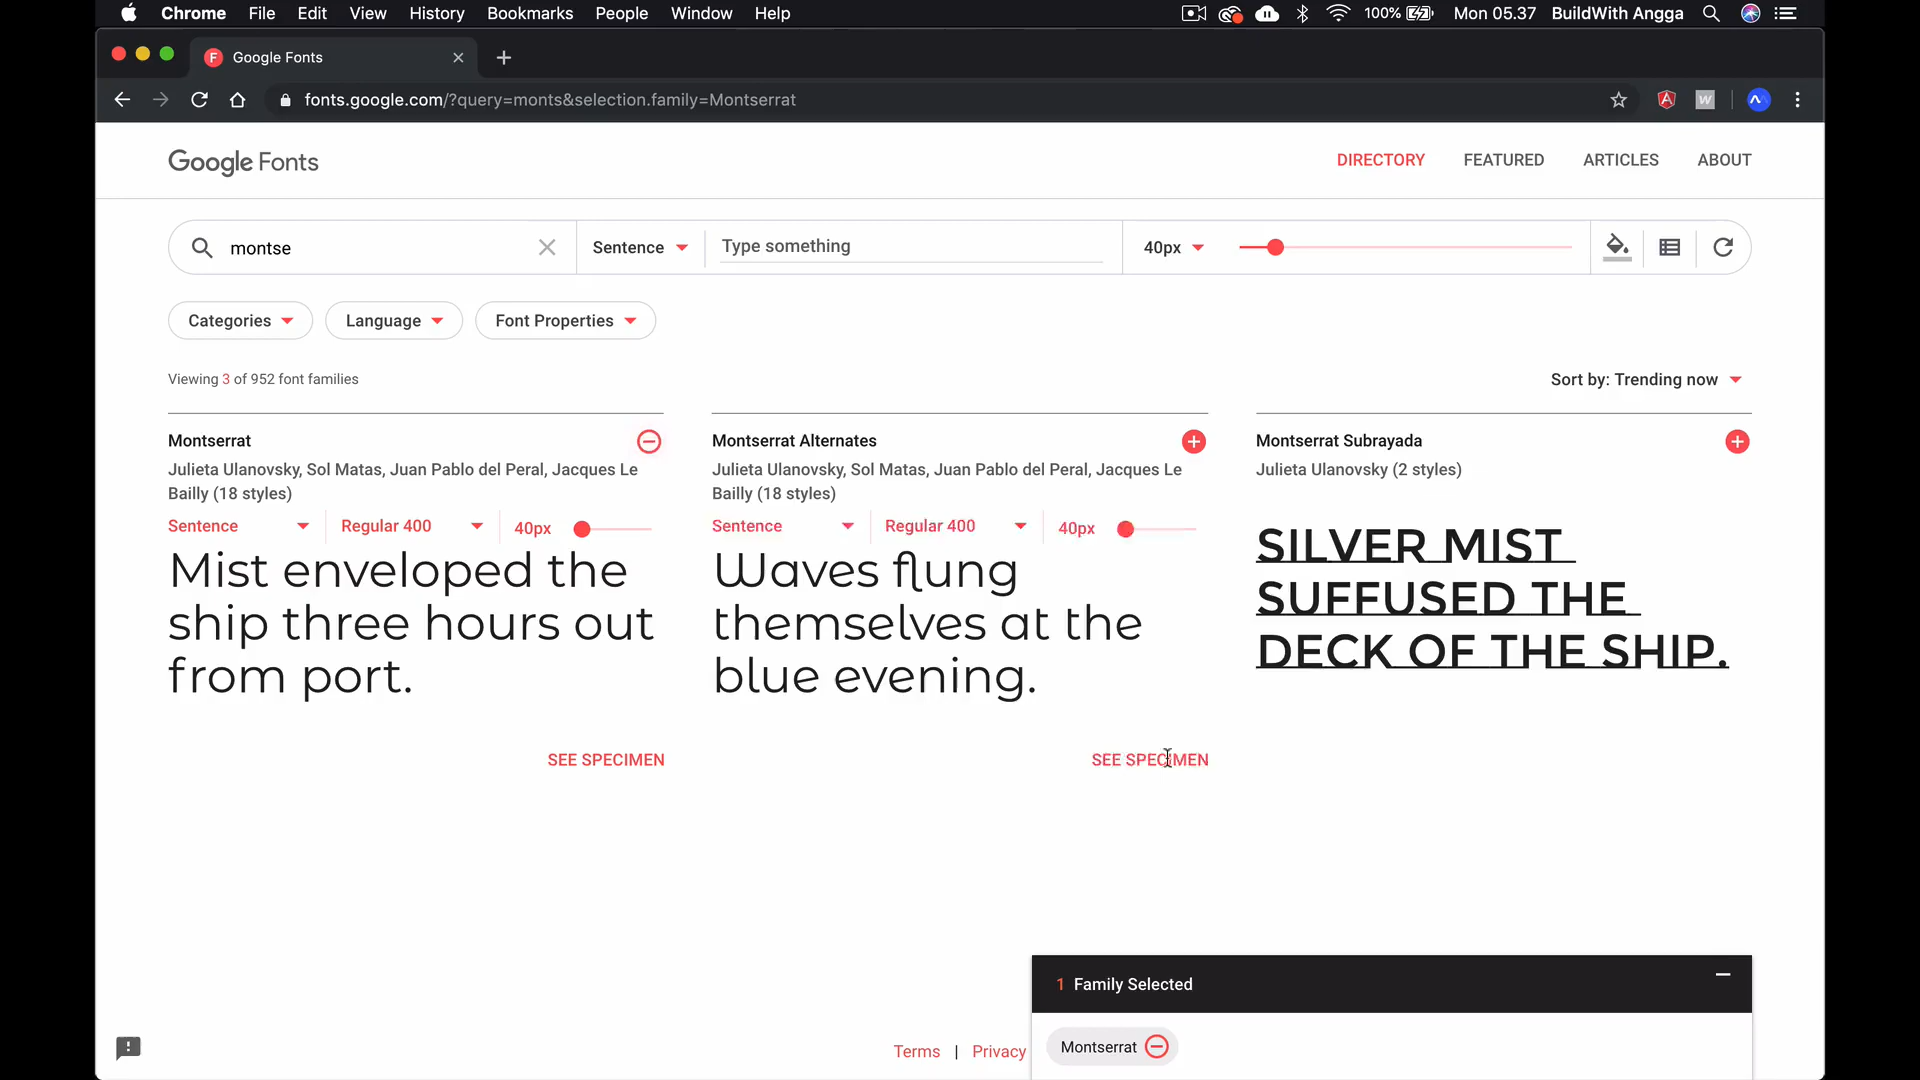 Chrome File Edit View History Bookmarks People Window Help 100% Mon 05.37 BuildWith Angga
Google Fonts
fonts.google.com/?query=monts&selection.family=Montserrat
Google Fonts
DIRECTORY FEATURED ARTICLES ABOUT
montse Sentence Type something 40px
Categories Language Font Properties
Viewing 3 of 952 font families
Sort by: Trending now
Montserrat
Julieta Ulanovsky, Sol Matas, Juan Pablo del Peral, Jacques Le
Bailly (18 styles)
Sentence Regular 400 40px
Mist enveloped the
ship three hours out
from port.
SEE SPECIMEN
Montserrat Alternates
Julieta Ulanovsky, Sol Matas, Juan Pablo del Peral, Jacques Le
Bailly (18 styles)
Sentence Regular 400 40px
Waves flung
themselves at the
blue evening.
SEE SPECIMEN
Montserrat Subrayada
Julieta Ulanovsky (2 styles)
SILVER MIST
SUFFUSED THE
DECK OF THE SHIP.
1 Family Selected
Montserrat
Terms | Privacy